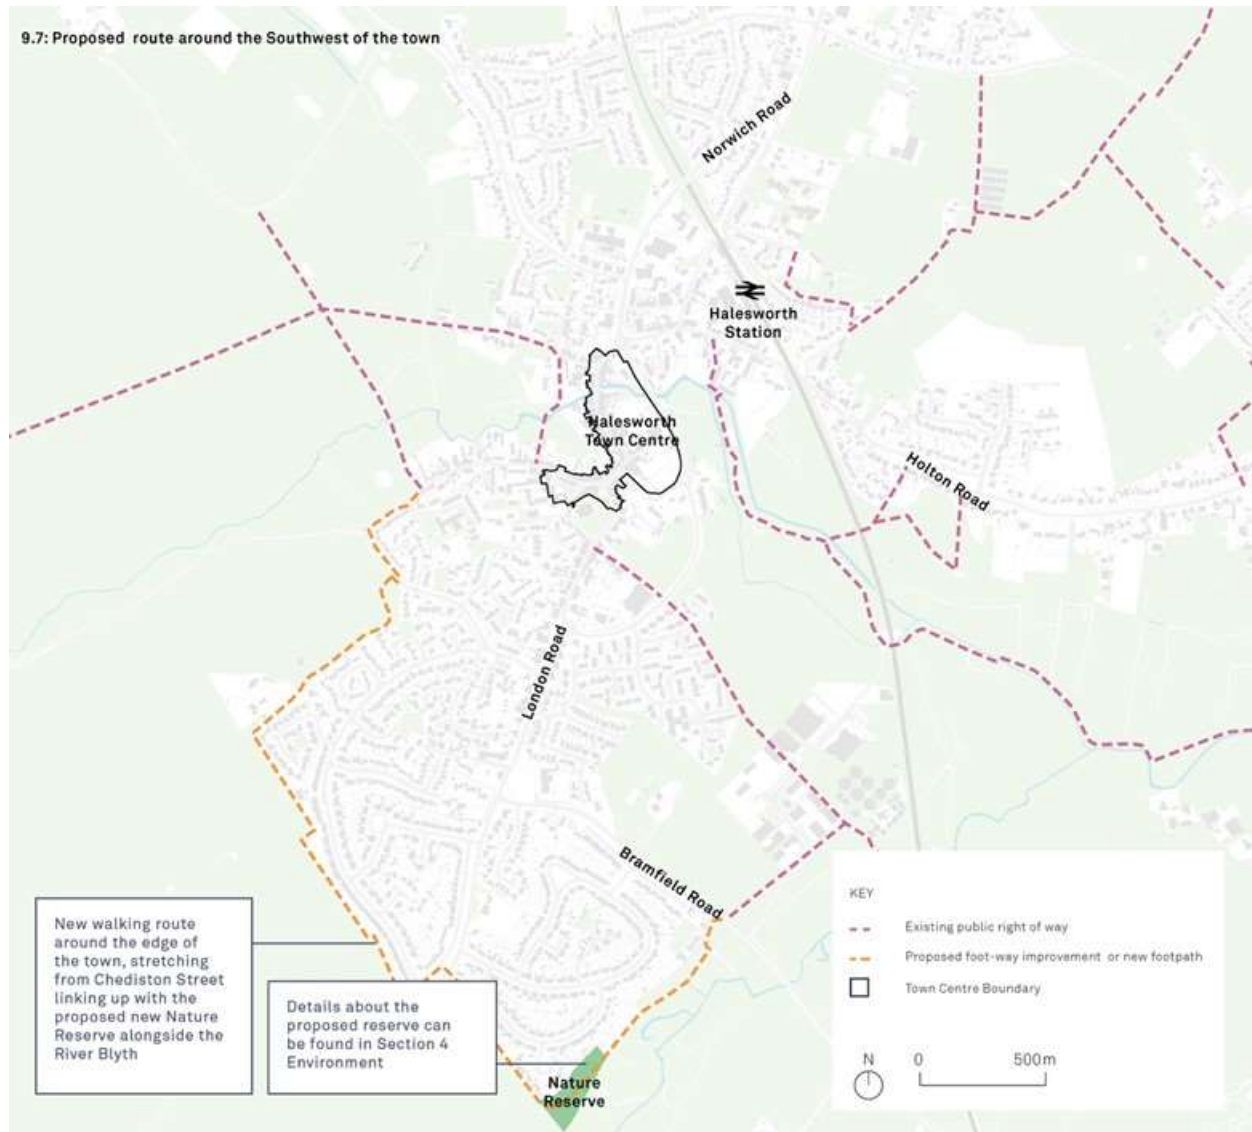 9.7: Proposed route around the Southwest of the town
Norwich Road
Halesworth
Station
Halesworth
Town Centre
Holton Road
London Road
Bramfield Road
New walking route
around the edge of
the town, stretching
from Chediston Street
linking up with the
proposed new Nature
Reserve alongside the
River Blyth
Details about the
proposed reserve can
be found in Section 4
Environment
Nature
Reserve
KEY
Existing public right of way
Proposed foot-way improvement or new footpath
Town Centre Boundary
N
0
500m